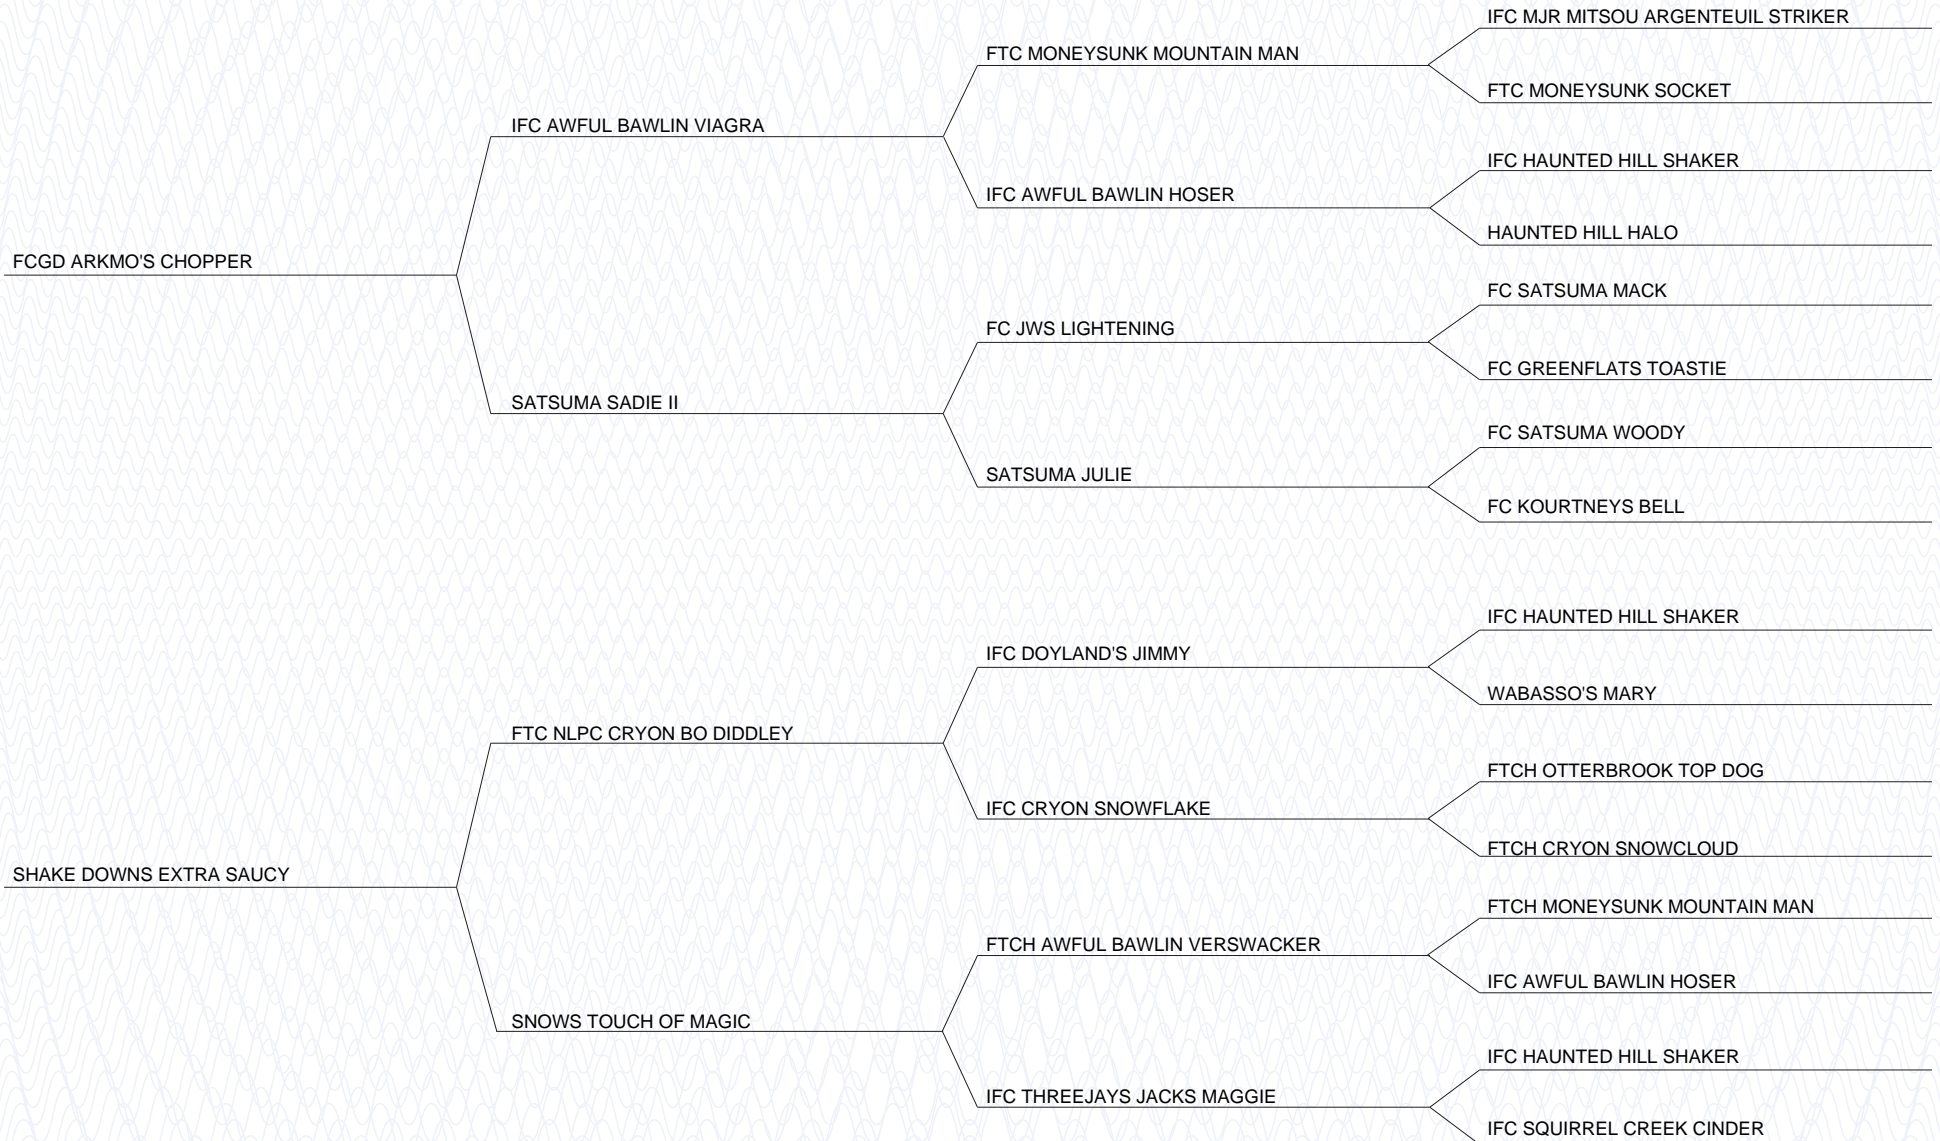 IFC MJR MITSOU ARGENTEUIL STRIKER
FTC MONEYSUNK MOUNTAIN MAN
FTC MONEYSUNK SOCKET
IFC AWFUL BAWLIN VIAGRA
IFC HAUNTED HILL SHAKER
IFC AWFUL BAWLIN HOSER
HAUNTED HILL HALO
FCGD ARKMO'S CHOPPER
FC SATSUMA MACK
FC JWS LIGHTENING
FC GREENFLATS TOASTIE
SATSUMA SADIE II
FC SATSUMA WOODY
SATSUMA JULIE
FC KOURTNEYS BELL
IFC HAUNTED HILL SHAKER
IFC DOYLAND'S JIMMY
WABASSO'S MARY
FTC NLPC CRYON BO DIDDLEY
FTCH OTTERBROOK TOP DOG
IFC CRYON SNOWFLAKE
FTCH CRYON SNOWCLOUD
SHAKE DOWNS EXTRA SAUCY
FTCH MONEYSUNK MOUNTAIN MAN
FTCH AWFUL BAWLIN VERSWACKER
IFC AWFUL BAWLIN HOSER
SNOWS TOUCH OF MAGIC
IFC HAUNTED HILL SHAKER
IFC THREEJAYS JACKS MAGGIE
IFC SQUIRREL CREEK CINDER